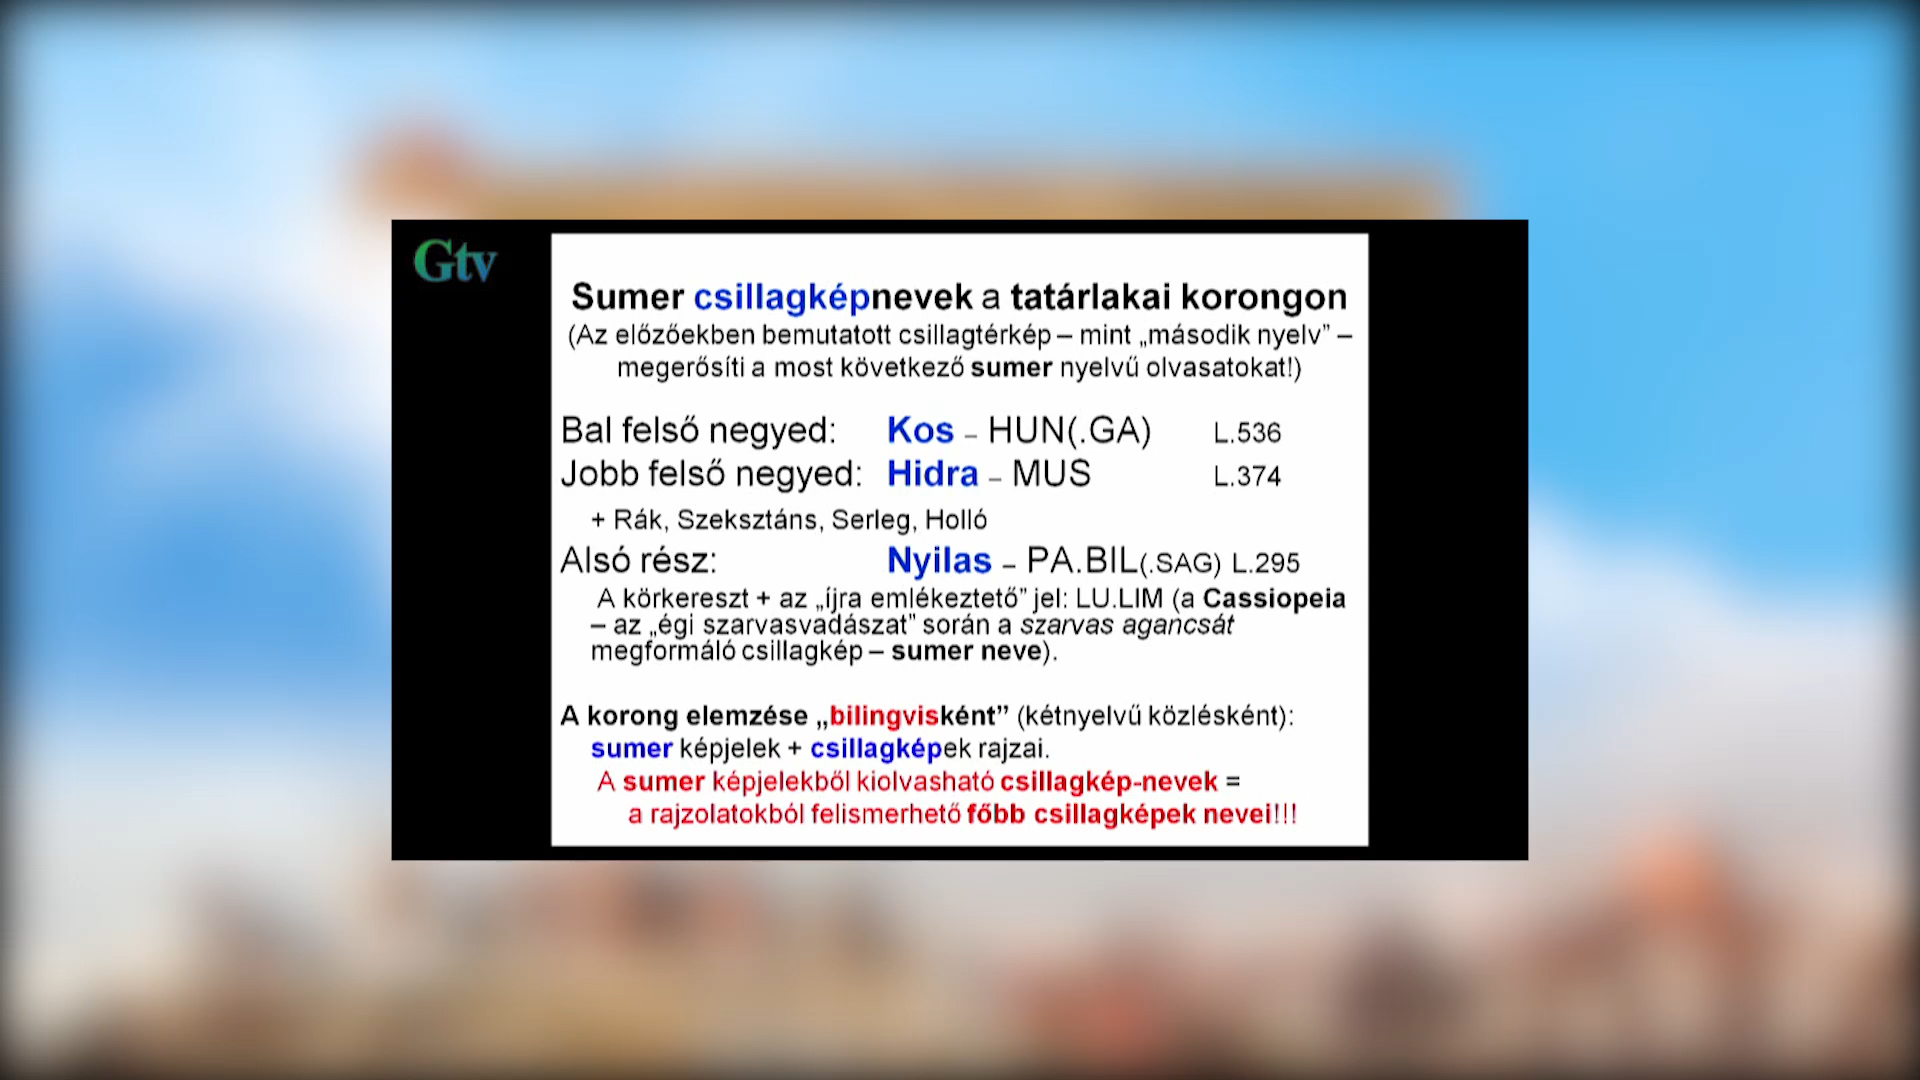 Gtv
Sumer csillagképnevek a tatárlakai korongon
(Az előzőekben bemutatott csillagtérkép – mint „második nyelv” –
megerősíti a most következő sumer nyelvű olvasatokat!)
Bal felső negyed: Kos – HUN(.GA) L.536
Jobb felső negyed: Hidra – MUS L.374
+ Rák, Szeksztáns, Serleg, Holló
Alsó rész: Nyilas – PA.BIL(.SAG) L.295
A körkereszt + az „íjra emlékeztető” jel: LU.LIM (a Cassiopeia
– az „égi szarvasvadászat” során a szarvas agancsát
megformáló csillagkép – sumer neve).
A korong elemzése „bilingvisként” (kétnyelvű közlésként):
sumer képjelek + csillagképek rajzai.
A sumer képjelekből kiolvasható csillagkép-nevek =
a rajzolatokból felismerhető főbb csillagképek nevei!!!